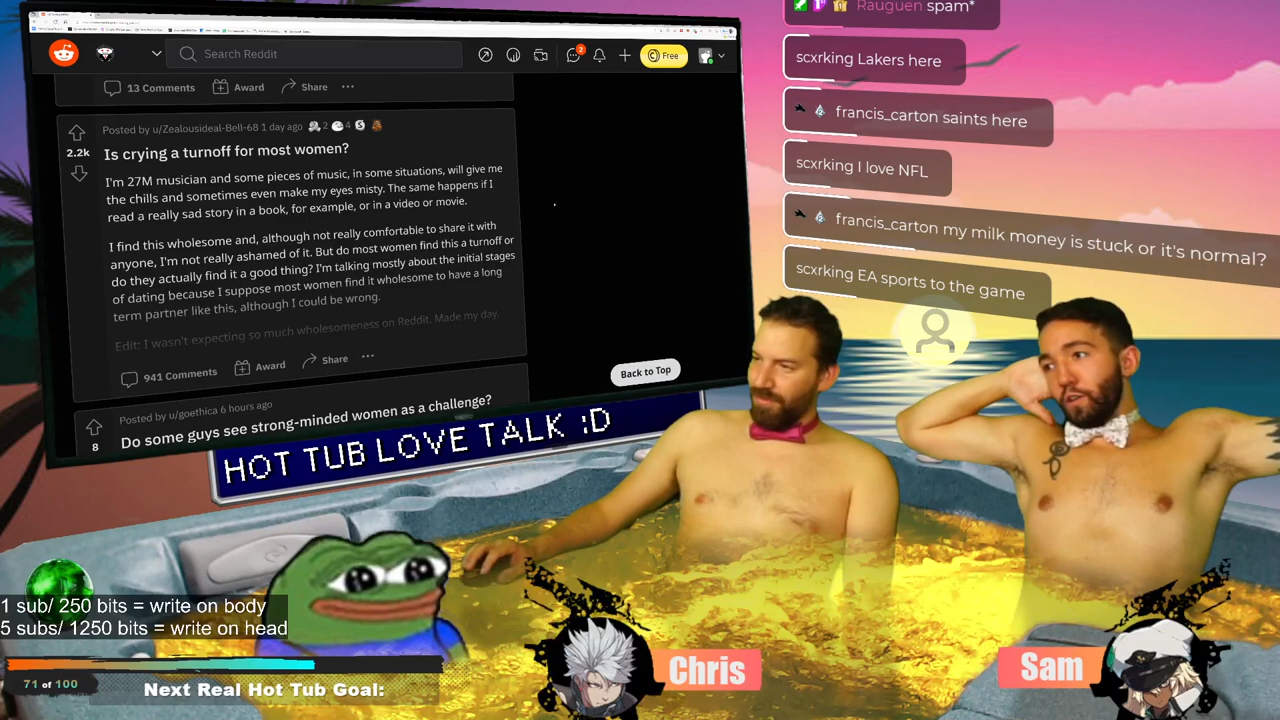 Search Reddit
2
Free
13 Comments
Award
Share
Posted by u/Zealousideal-Bell-68 1 day ago
2
4
S
2.2k
Is crying a turnoff for most women?
I'm 27M musician and some pieces of music, in some situations, will give me
the chills and sometimes even make my eyes misty. The same happens if I
read a really sad story in a book, for example, or in a video or movie.
I find this wholesome and, although not really comfortable to share it with
anyone, I'm not really ashamed of it. But do most women find this a turnoff or
do they actually find it a good thing? I'm talking mostly about the initial stages
of dating because I suppose most women find it wholesome to have a long
term partner like this, although I could be wrong.
Edit: I wasn't expecting so much wholesomeness on Reddit. Made my day.
941 Comments
Award
Share
Back to Top
Posted by u/goethica 6 hours ago
8
Do some guys see strong-minded women as a challenge?
HOT TUB LOVE TALK :D
Rauguen spam*
scxrking Lakers here
francis_carton saints here
scxrking I love NFL
francis_carton my milk money is stuck or it's normal?
scxrking EA sports to the game
1 sub/ 250 bits = write on body
5 subs/ 1250 bits = write on head
71 of 100
Next Real Hot Tub Goal:
Chris
Sam